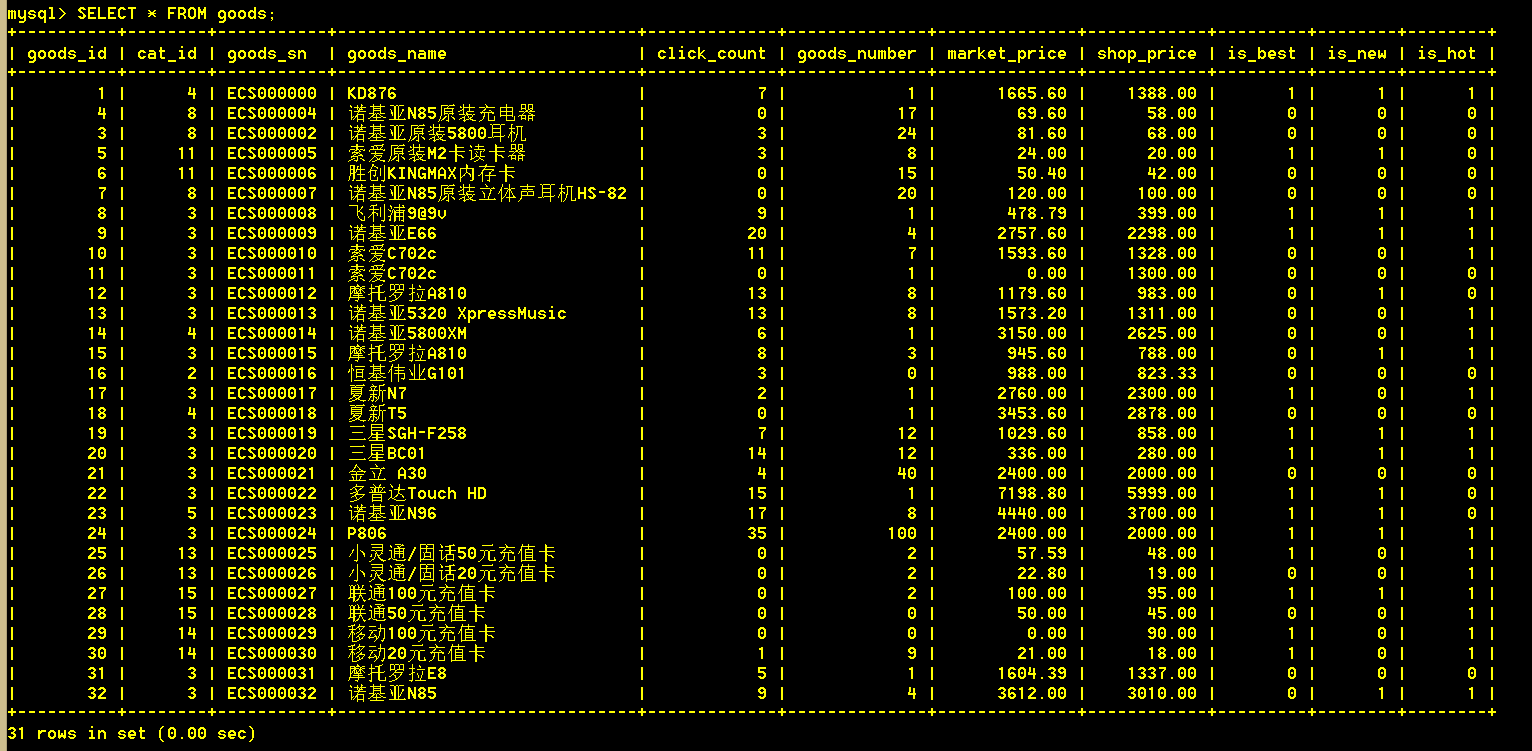 mysql> SELECT * FROM goods;
+----------+--------+-----------+------------------------------+-------------+--------------+--------------+------------+---------+--------+--------+
| goods_id | cat_id | goods_sn | goods_name | click_count | goods_number | market_price | shop_price | is_best | is_new | is_hot |
+----------+--------+-----------+------------------------------+-------------+--------------+--------------+------------+---------+--------+--------+
| 1 | 4 | ECS000000 | KD876 | 7 | 1 | 1665.60 | 1388.00 | 1 | 1 | 1 |
| 4 | 8 | ECS000004 | 诺基亚N85原装充电器 | 0 | 17 | 69.60 | 58.00 | 0 | 0 | 0 |
| 3 | 8 | ECS000002 | 诺基亚原装5800耳机 | 3 | 24 | 81.60 | 68.00 | 0 | 0 | 0 |
| 5 | 11 | ECS000005 | 索爱原装M2卡读卡器 | 3 | 8 | 24.00 | 20.00 | 1 | 1 | 0 |
| 6 | 11 | ECS000006 | 胜创KINGMAX内存卡 | 0 | 15 | 50.40 | 42.00 | 0 | 0 | 0 |
| 7 | 8 | ECS000007 | 诺基亚N85原装立体声耳机HS-82 | 0 | 20 | 120.00 | 100.00 | 0 | 0 | 0 |
| 8 | 3 | ECS000008 | 飞利浦9@9v | 9 | 1 | 478.79 | 399.00 | 1 | 1 | 1 |
| 9 | 3 | ECS000009 | 诺基亚E66 | 20 | 4 | 2757.60 | 2298.00 | 1 | 1 | 1 |
| 10 | 3 | ECS000010 | 索爱C702c | 11 | 7 | 1593.60 | 1328.00 | 0 | 0 | 1 |
| 11 | 3 | ECS000011 | 索爱C702c | 0 | 1 | 0.00 | 1300.00 | 0 | 0 | 0 |
| 12 | 3 | ECS000012 | 摩托罗拉A810 | 13 | 8 | 1179.60 | 983.00 | 0 | 1 | 0 |
| 13 | 3 | ECS000013 | 诺基亚5320 XpressMusic | 13 | 8 | 1573.20 | 1311.00 | 0 | 0 | 1 |
| 14 | 4 | ECS000014 | 诺基亚5800XM | 6 | 1 | 3150.00 | 2625.00 | 0 | 0 | 1 |
| 15 | 3 | ECS000015 | 摩托罗拉A810 | 8 | 3 | 945.60 | 788.00 | 0 | 1 | 1 |
| 16 | 2 | ECS000016 | 恒基伟业G101 | 3 | 0 | 988.00 | 823.33 | 0 | 0 | 0 |
| 17 | 3 | ECS000017 | 夏新N7 | 2 | 1 | 2760.00 | 2300.00 | 1 | 0 | 1 |
| 18 | 4 | ECS000018 | 夏新T5 | 0 | 1 | 3453.60 | 2878.00 | 0 | 0 | 0 |
| 19 | 3 | ECS000019 | 三星SGH-F258 | 7 | 12 | 1029.60 | 858.00 | 1 | 1 | 1 |
| 20 | 3 | ECS000020 | 三星BC01 | 14 | 12 | 336.00 | 280.00 | 1 | 1 | 1 |
| 21 | 3 | ECS000021 | 金立 A30 | 4 | 40 | 2400.00 | 2000.00 | 0 | 0 | 0 |
| 22 | 3 | ECS000022 | 多普达Touch HD | 15 | 1 | 7198.80 | 5999.00 | 1 | 1 | 0 |
| 23 | 5 | ECS000023 | 诺基亚N96 | 17 | 8 | 4440.00 | 3700.00 | 1 | 1 | 0 |
| 24 | 3 | ECS000024 | P806 | 35 | 100 | 2400.00 | 2000.00 | 1 | 1 | 1 |
| 25 | 13 | ECS000025 | 小灵通/固话50元充值卡 | 0 | 2 | 57.59 | 48.00 | 1 | 0 | 1 |
| 26 | 13 | ECS000026 | 小灵通/固话20元充值卡 | 0 | 2 | 22.80 | 19.00 | 0 | 0 | 1 |
| 27 | 15 | ECS000027 | 联通100元充值卡 | 0 | 2 | 100.00 | 95.00 | 1 | 1 | 1 |
| 28 | 15 | ECS000028 | 联通50元充值卡 | 0 | 0 | 50.00 | 45.00 | 0 | 0 | 1 |
| 29 | 14 | ECS000029 | 移动100元充值卡 | 0 | 0 | 0.00 | 90.00 | 1 | 0 | 1 |
| 30 | 14 | ECS000030 | 移动20元充值卡 | 1 | 9 | 21.00 | 18.00 | 1 | 0 | 1 |
| 31 | 3 | ECS000031 | 摩托罗拉E8 | 5 | 1 | 1604.39 | 1337.00 | 0 | 0 | 0 |
| 32 | 3 | ECS000032 | 诺基亚N85 | 9 | 4 | 3612.00 | 3010.00 | 0 | 1 | 1 |
+----------+--------+-----------+------------------------------+-------------+--------------+--------------+------------+---------+--------+--------+
31 rows in set (0.00 sec)